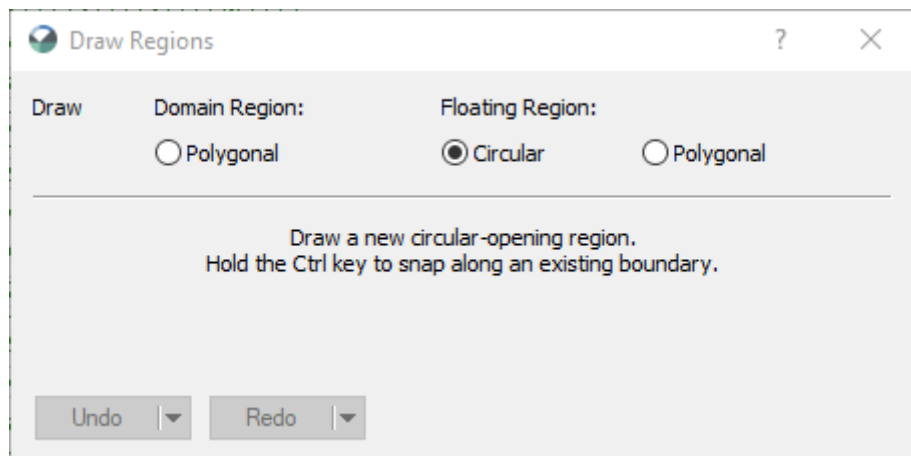 Draw Regions ?
Draw Domain Region: Floating Region:
Polygonal Circular Polygonal
Draw a new circular-opening region.
Hold the Ctrl key to snap along an existing boundary.
Undo Redo